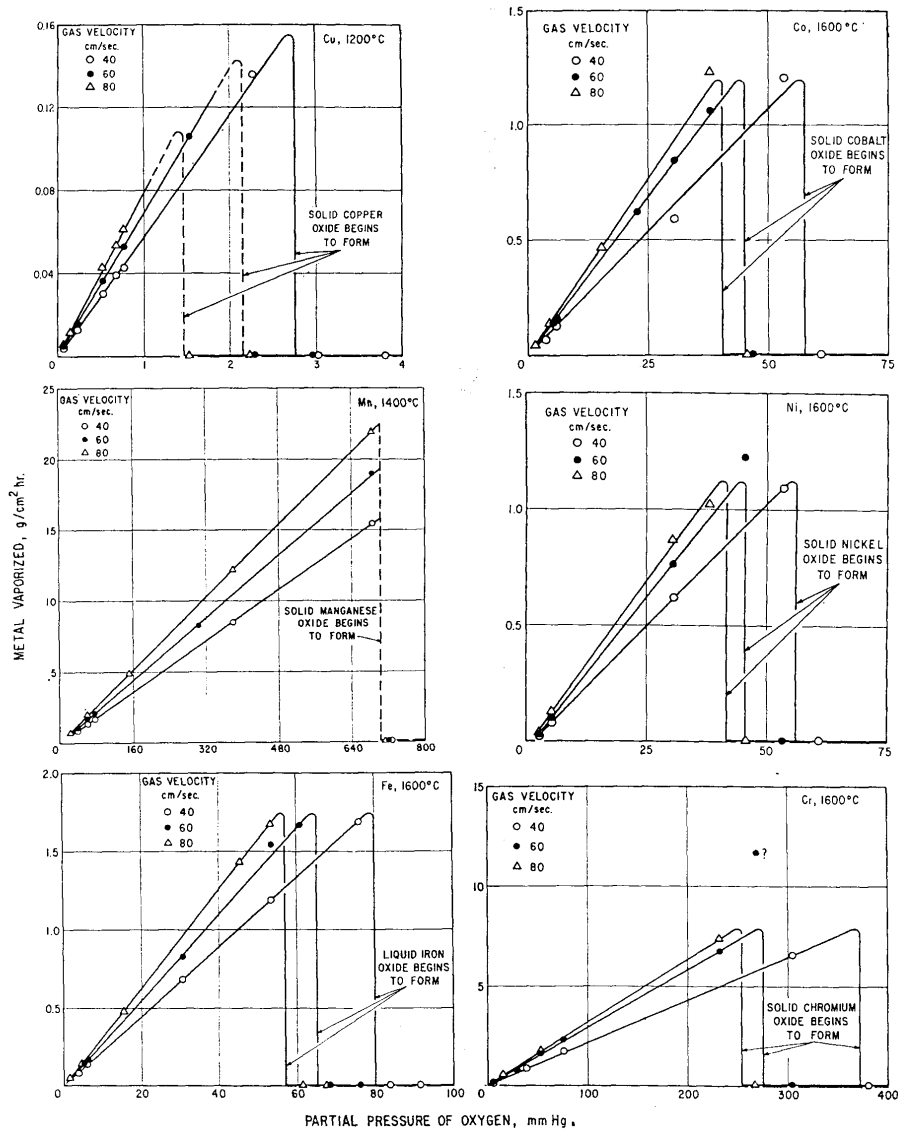 METAL VAPORIZED, g/cm² hr.
GAS VELOCITY
cm/sec.
○ 40
● 60
△ 80
Cu, 1200°C
SOLID COPPER
OXIDE BEGINS
TO FORM
0.16
0.12
0.08
0.04
0 1 2 3 4
GAS VELOCITY
cm/sec.
○ 40
● 60
△ 80
Co, 1600°C
SOLID COBALT
OXIDE BEGINS
TO FORM
1.5
1.0
0.5
0 25 50 75
GAS VELOCITY
cm/sec.
○ 40
● 60
△ 80
Mn, 1400°C
SOLID MANGANESE
OXIDE BEGINS
TO FORM
25
20
15
10
5
0 160 320 480 640 800
GAS VELOCITY
cm/sec.
○ 40
● 60
△ 80
Ni, 1600°C
SOLID NICKEL
OXIDE BEGINS
TO FORM
1.5
1.0
0.5
0 25 50 75
GAS VELOCITY
cm/sec.
○ 40
● 60
△ 80
Fe, 1600°C
LIQUID IRON
OXIDE BEGINS
TO FORM
2.0
1.5
1.0
0.5
0 20 40 60 80 100
GAS VELOCITY
cm/sec.
○ 40
● 60
△ 80
Cr, 1600°C
?
SOLID CHROMIUM
OXIDE BEGINS
TO FORM
15
10
5
0 100 200 300 400
PARTIAL PRESSURE OF OXYGEN, mm Hg.